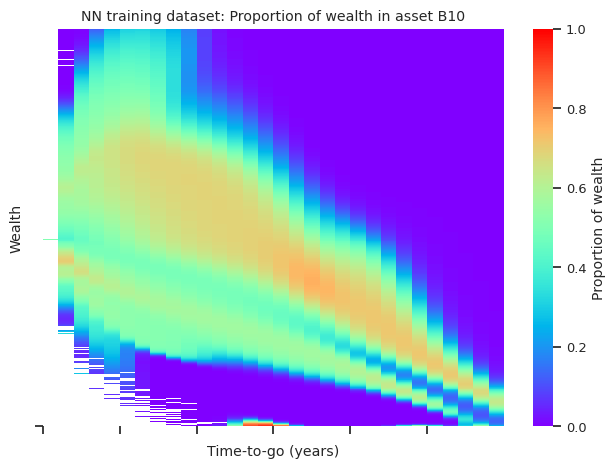 NN training dataset: Proportion of wealth in asset B10
Wealth
Time-to-go (years)
1.0
0.8
0.6
0.4
0.2
0.0
Proportion of wealth